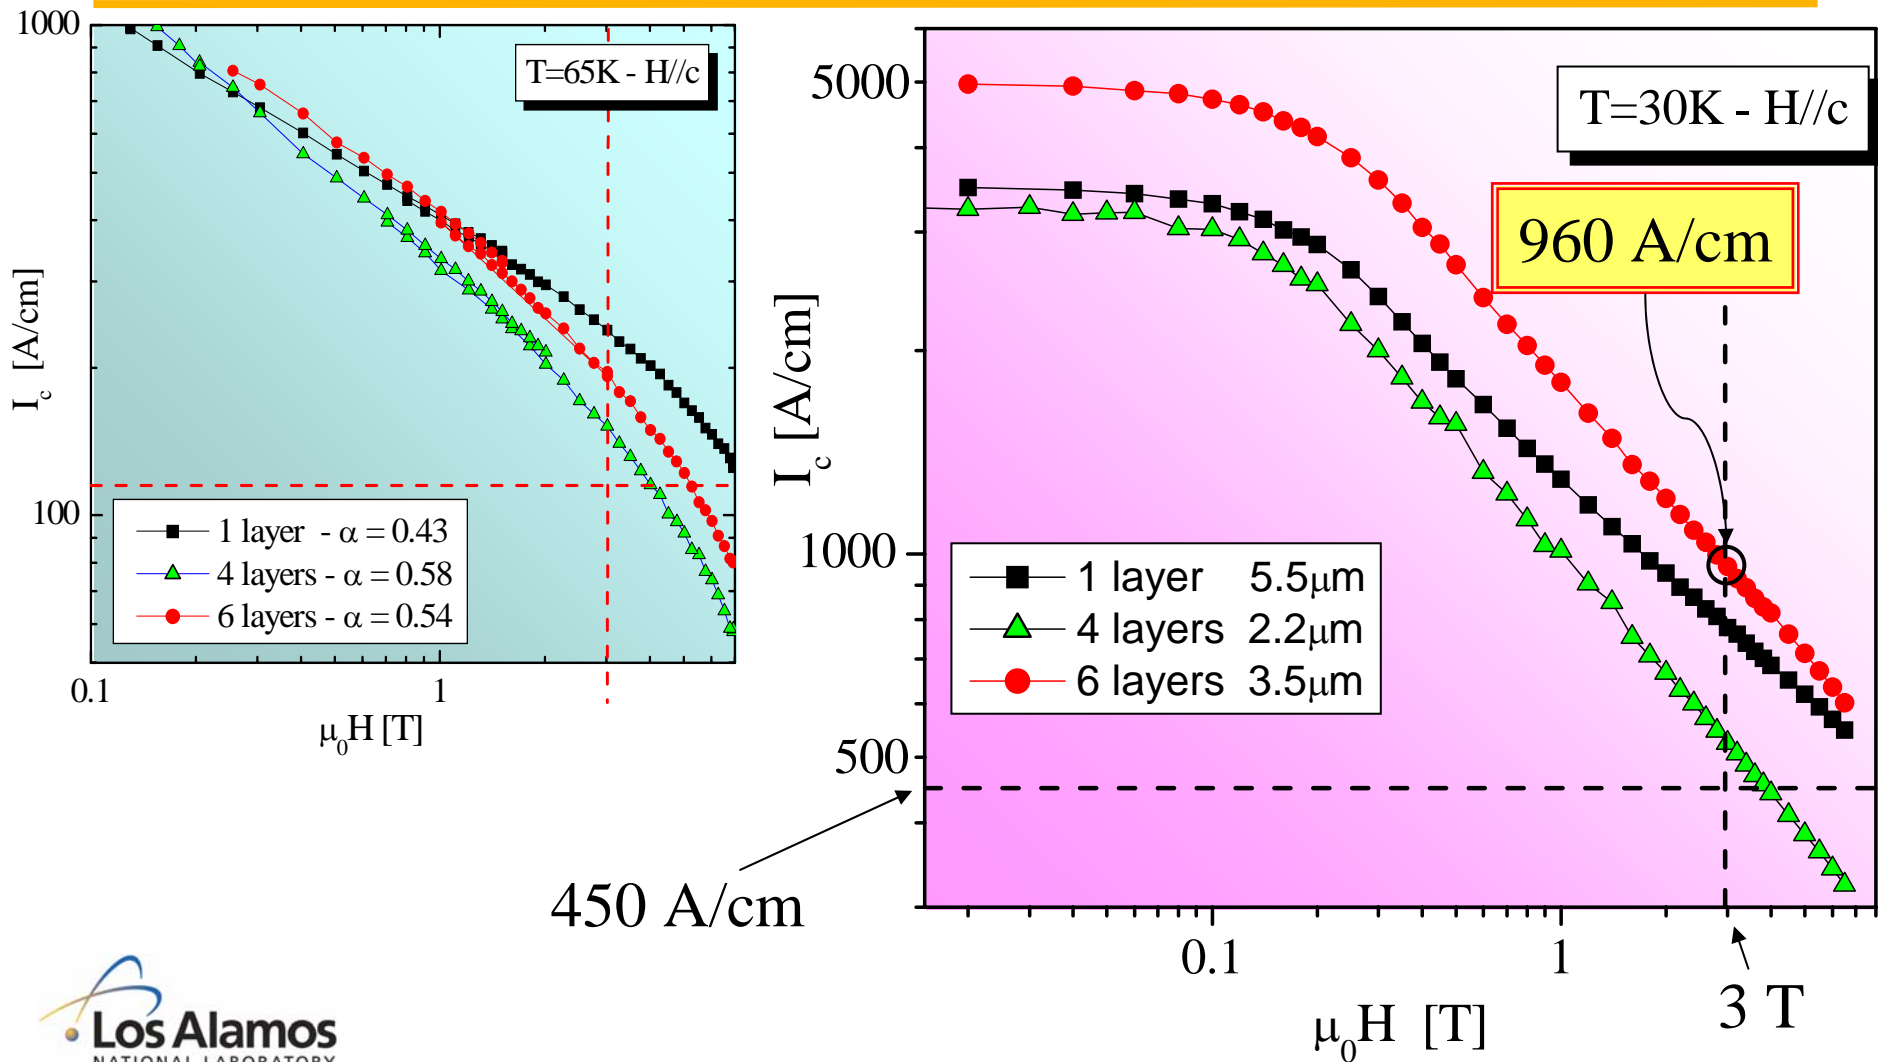 1000
100
0.1
1
I_c [A/cm]
μ₀H [T]
T=65K - H//c
1 layer - α = 0.43
4 layers - α = 0.58
6 layers - α = 0.54
5000
1000
500
0.1
1
I_c [A/cm]
μ₀H [T]
T=30K - H//c
960 A/cm
1 layer 5.5μm
4 layers 2.2μm
6 layers 3.5μm
450 A/cm
3 T
Los Alamos
NATIONAL LABORATORY